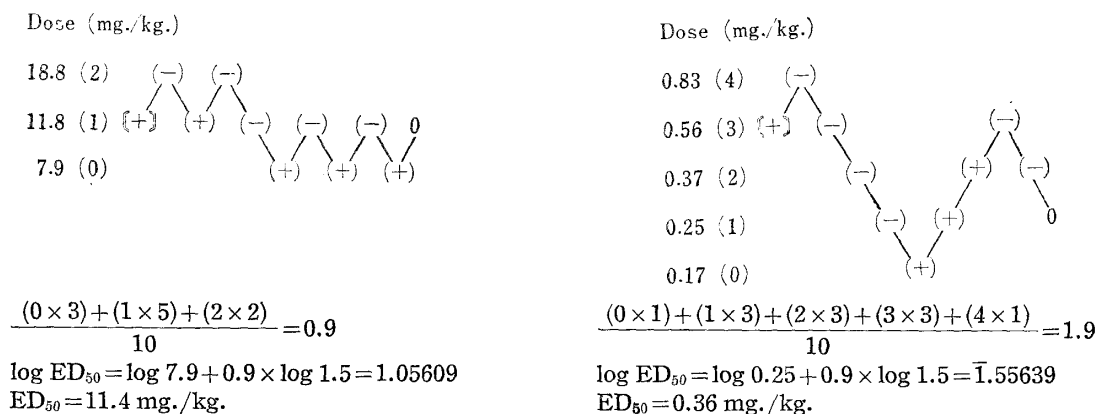 Dose (mg./kg.)
18.8 (2) (−) (−)
11.8 (1) 〔+〕 (+) (−) (−) (−) 0
7.9 (0) (+) (+) (+)
(0 × 3) + (1 × 5) + (2 × 2)
10
=0.9
log ED₅₀ = log 7.9 + 0.9 × log 1.5 = 1.05609
ED₅₀ = 11.4 mg./kg.
Dose (mg./kg.)
0.83 (4) (−)
0.56 (3) 〔+〕 (−) (−)
0.37 (2) (−) (+) (−)
0.25 (1) (−) (+) 0
0.17 (0) (+)
(0 × 1) + (1 × 3) + (2 × 3) + (3 × 3) + (4 × 1)
10
=1.9
log ED₅₀ = log 0.25 + 0.9 × log 1.5 = 1̄.55639
ED₅₀ = 0.36 mg./kg.